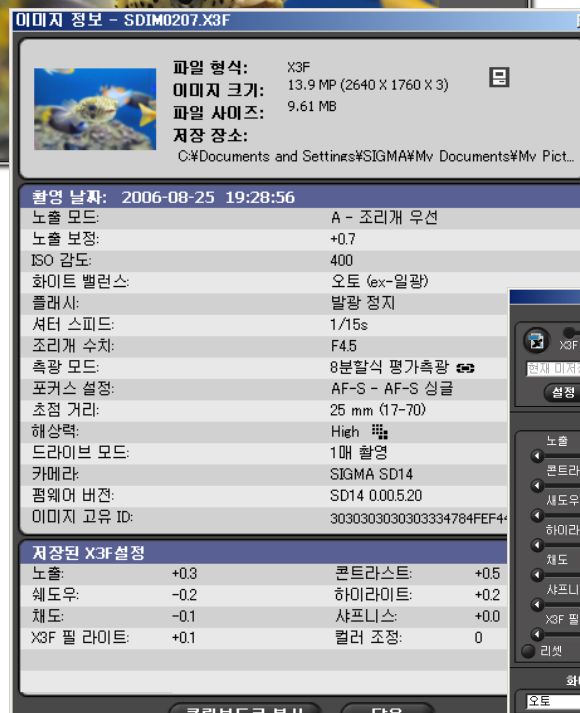 이미지 정보 - SDIM0207.X3F
파일 형식: X3F
이미지 크기: 13.9 MP (2640 X 1760 X 3)
파일 사이즈: 9.61 MB
저장 장소:
C:¥Documents and Settings¥SIGMA¥My Documents¥My Pict...
촬영 날짜: 2006-08-25 19:28:56
노출 모드: A - 조리개 우선
노출 보정: +0.7
ISO 감도: 400
화이트 밸런스: 오토 (ex-일광)
플래시: 발광 정지
셔터 스피드: 1/15s
조리개 수치: F4.5
측광 모드: 8분할식 평가측광
포커스 설정: AF-S - AF-S 싱글
초점 거리: 25 mm (17-70)
해상력: High
드라이브 모드: 1매 촬영
카메라: SIGMA SD14
펌웨어 버전: SD14 0.00.5.20
이미지 고유 ID: 3030303030303334784FEF4
저장된 X3F설정
노출: +0.3 콘트라스트: +0.5
쉐도우: -0.2 하이라이트: +0.2
채도: -0.1 샤프니스: +0.0
X3F 필 라이트: +0.1 컬러 조정: 0
X3F
현재 미저
설정
노출
콘트라
섀도우
하이라
채도
샤프니
X3F 필
리셋
오토